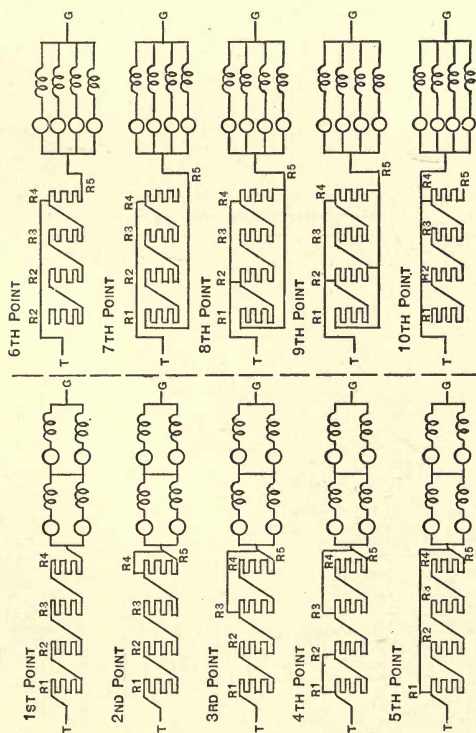 1ST POINT
R1 R2 R3 R4
T G
2ND POINT
R1 R2 R3 R4
R5
T G
3RD POINT
R1 R2 R3 R4
R5
T G
4TH POINT
R1 R2 R3 R4
R5
T G
5TH POINT
R1 R2 R3 R4
R5
T G
6TH POINT
R2 R2 R3 R4
R5
T G
7TH POINT
R1 R2 R3 R4
R5
T G
8TH POINT
R1 R2 R3 R4
R5
T G
9TH POINT
R1 R2 R3 R4
R5
T G
10TH POINT
R1 R2 R3 R4
R5
T G